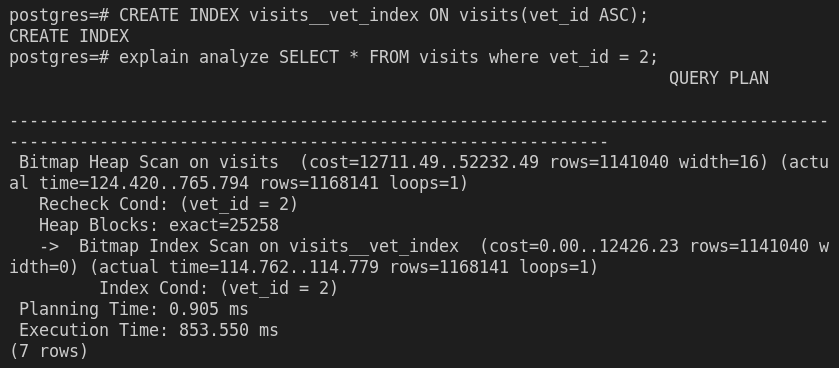 postgres=# CREATE INDEX visits__vet_index ON visits(vet_id ASC);
CREATE INDEX
postgres=# explain analyze SELECT * FROM visits where vet_id = 2;
QUERY PLAN
----------------------------------------------------------------------------------
------------------------------------------------------------
Bitmap Heap Scan on visits  (cost=12711.49..52232.49 rows=1141040 width=16) (actu
al time=124.420..765.794 rows=1168141 loops=1)
Recheck Cond: (vet_id = 2)
Heap Blocks: exact=25258
->  Bitmap Index Scan on visits__vet_index  (cost=0.00..12426.23 rows=1141040 w
idth=0) (actual time=114.762..114.779 rows=1168141 loops=1)
Index Cond: (vet_id = 2)
Planning Time: 0.905 ms
Execution Time: 853.550 ms
(7 rows)